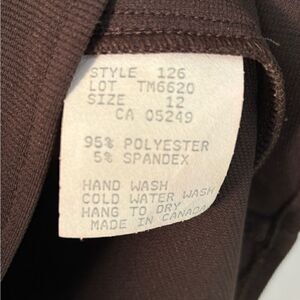 STYLE 126
LOT TM6620
SIZE 12
CA 05249
95% POLYESTER
5% SPANDEX
HAND WASH
COLD WATER WASH
HANG TO DRY
MADE IN CANADA